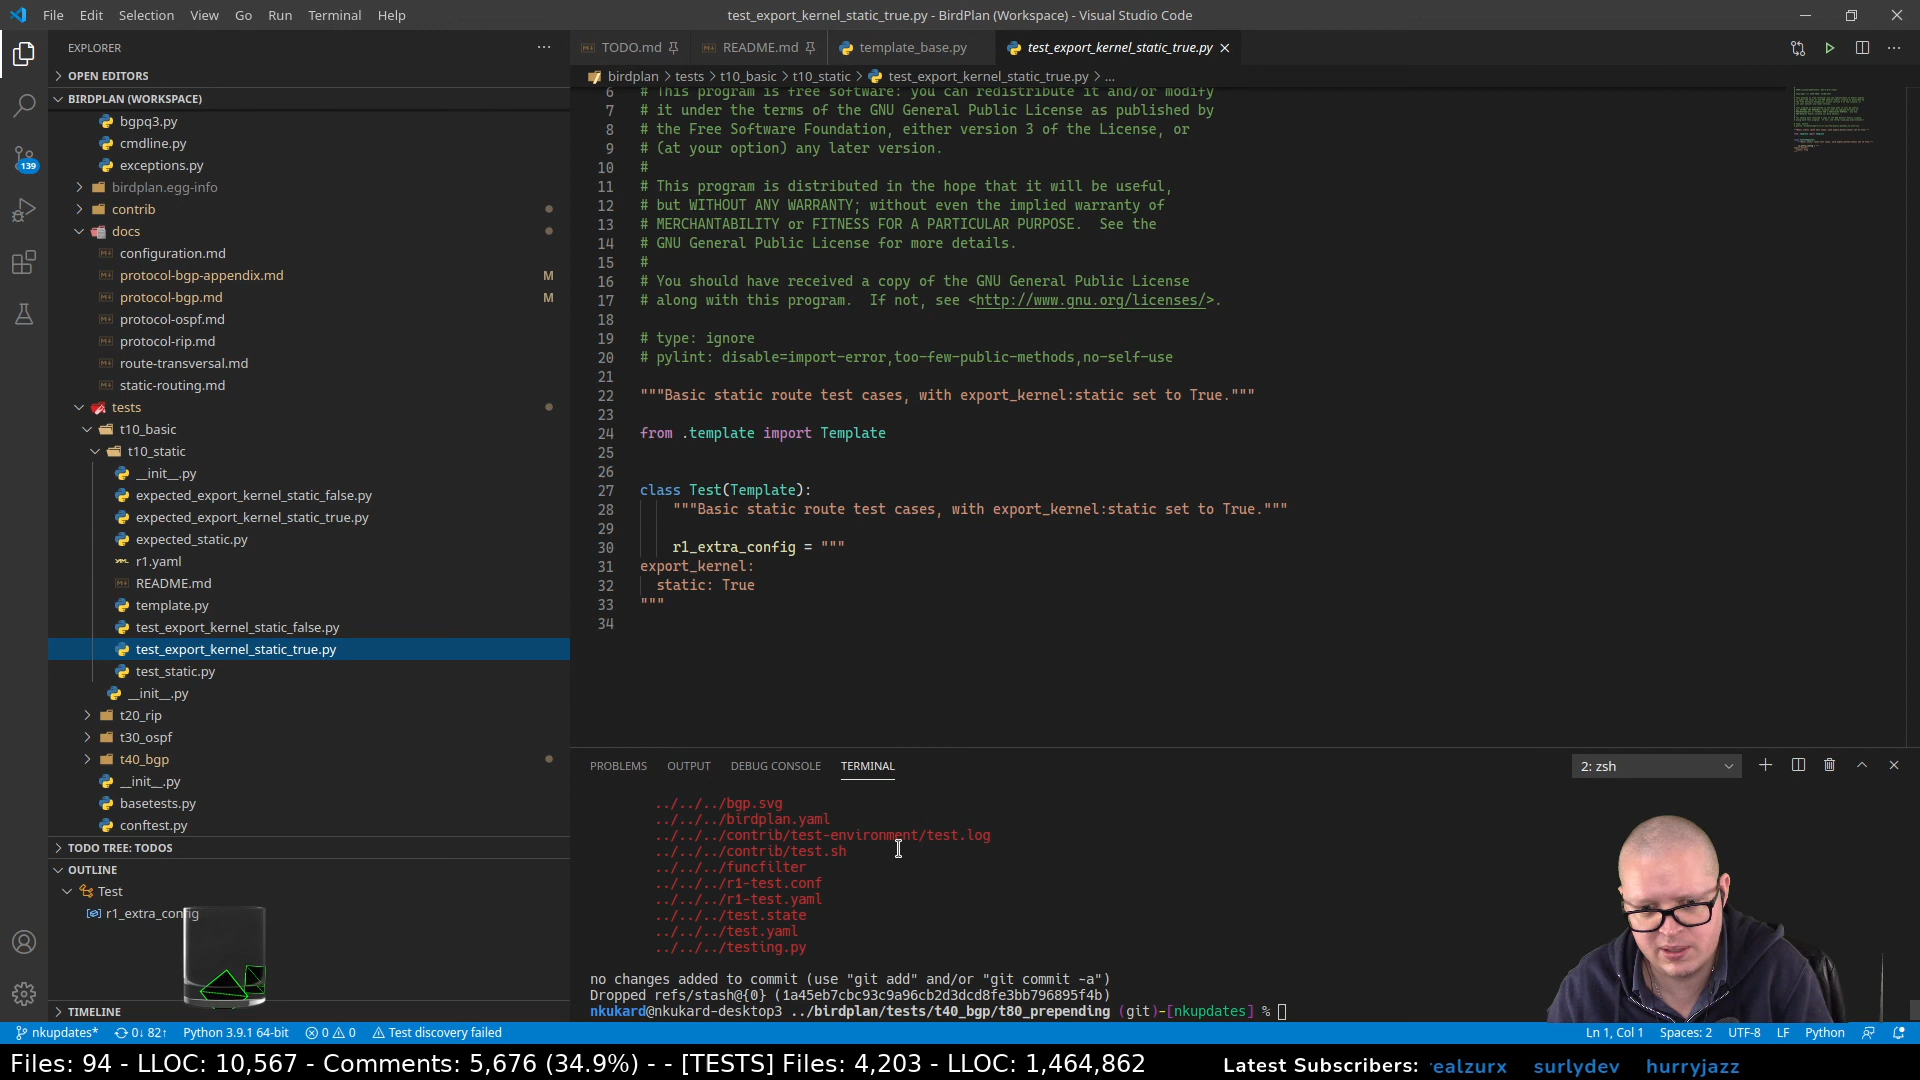 File Edit Selection View Go Run Terminal Help
test_export_kernel_static_true.py - BirdPlan (Workspace) - Visual Studio Code
EXPLORER
OPEN EDITORS
BIRDPLAN (WORKSPACE)
bgpq3.py
cmdline.py
exceptions.py
birdplan.egg-info
contrib
docs
configuration.md
protocol-bgp-appendix.md M
protocol-bgp.md M
protocol-ospf.md
protocol-rip.md
route-transversal.md
static-routing.md
tests
t10_basic
t10_static
__init__.py
expected_export_kernel_static_false.py
expected_export_kernel_static_true.py
expected_static.py
r1.yaml
README.md
template.py
test_export_kernel_static_false.py
test_export_kernel_static_true.py
test_static.py
__init__.py
t20_rip
t30_ospf
t40_bgp
__init__.py
basetests.py
conftest.py
TODO TREE: TODOS
OUTLINE
Test
r1_extra_config
TIMELINE
139
TODO.md README.md template_base.py test_export_kernel_static_true.py
birdplan > tests > t10_basic > t10_static > test_export_kernel_static_true.py > ...
6 # This program is free software: you can redistribute it and/or modify
7 # it under the terms of the GNU General Public License as published by
8 # the Free Software Foundation, either version 3 of the License, or
9 # (at your option) any later version.
10 #
11 # This program is distributed in the hope that it will be useful,
12 # but WITHOUT ANY WARRANTY; without even the implied warranty of
13 # MERCHANTABILITY or FITNESS FOR A PARTICULAR PURPOSE.  See the
14 # GNU General Public License for more details.
15 #
16 # You should have received a copy of the GNU General Public License
17 # along with this program.  If not, see <http://www.gnu.org/licenses/>.
18
19 # type: ignore
20 # pylint: disable=import-error,too-few-public-methods,no-self-use
21
22 """Basic static route test cases, with export_kernel:static set to True."""
23
24 from .template import Template
25
26
27 class Test(Template):
28     """Basic static route test cases, with export_kernel:static set to True."""
29
30     r1_extra_config = """
31 export_kernel:
32   static: True
33 """
34
PROBLEMS OUTPUT DEBUG CONSOLE TERMINAL 2: zsh
../../../bgp.svg
../../../birdplan.yaml
../../../contrib/test-environment/test.log
../../../contrib/test.sh
../../../funcfilter
../../../r1-test.conf
../../../r1-test.yaml
../../../test.state
../../../test.yaml
../../../testing.py
no changes added to commit (use "git add" and/or "git commit -a")
Dropped refs/stash@{0} (1a45eb7cbc93c9a96cb2d3dcd8fe3bb796895f4b)
nkukard@nkukard-desktop3 ../birdplan/tests/t40_bgp/t80_prepending (git)-[nkupdates] %
nkupdates* 0↓ 82↑ Python 3.9.1 64-bit 0 0 Test discovery failed Ln 1, Col 1 Spaces: 2 UTF-8 LF Python
Files: 94 - LLOC: 10,567 - Comments: 5,676 (34.9%) - - [TESTS] Files: 4,203 - LLOC: 1,464,862 Latest Subscribers: realzurx surlydev hurryjazz